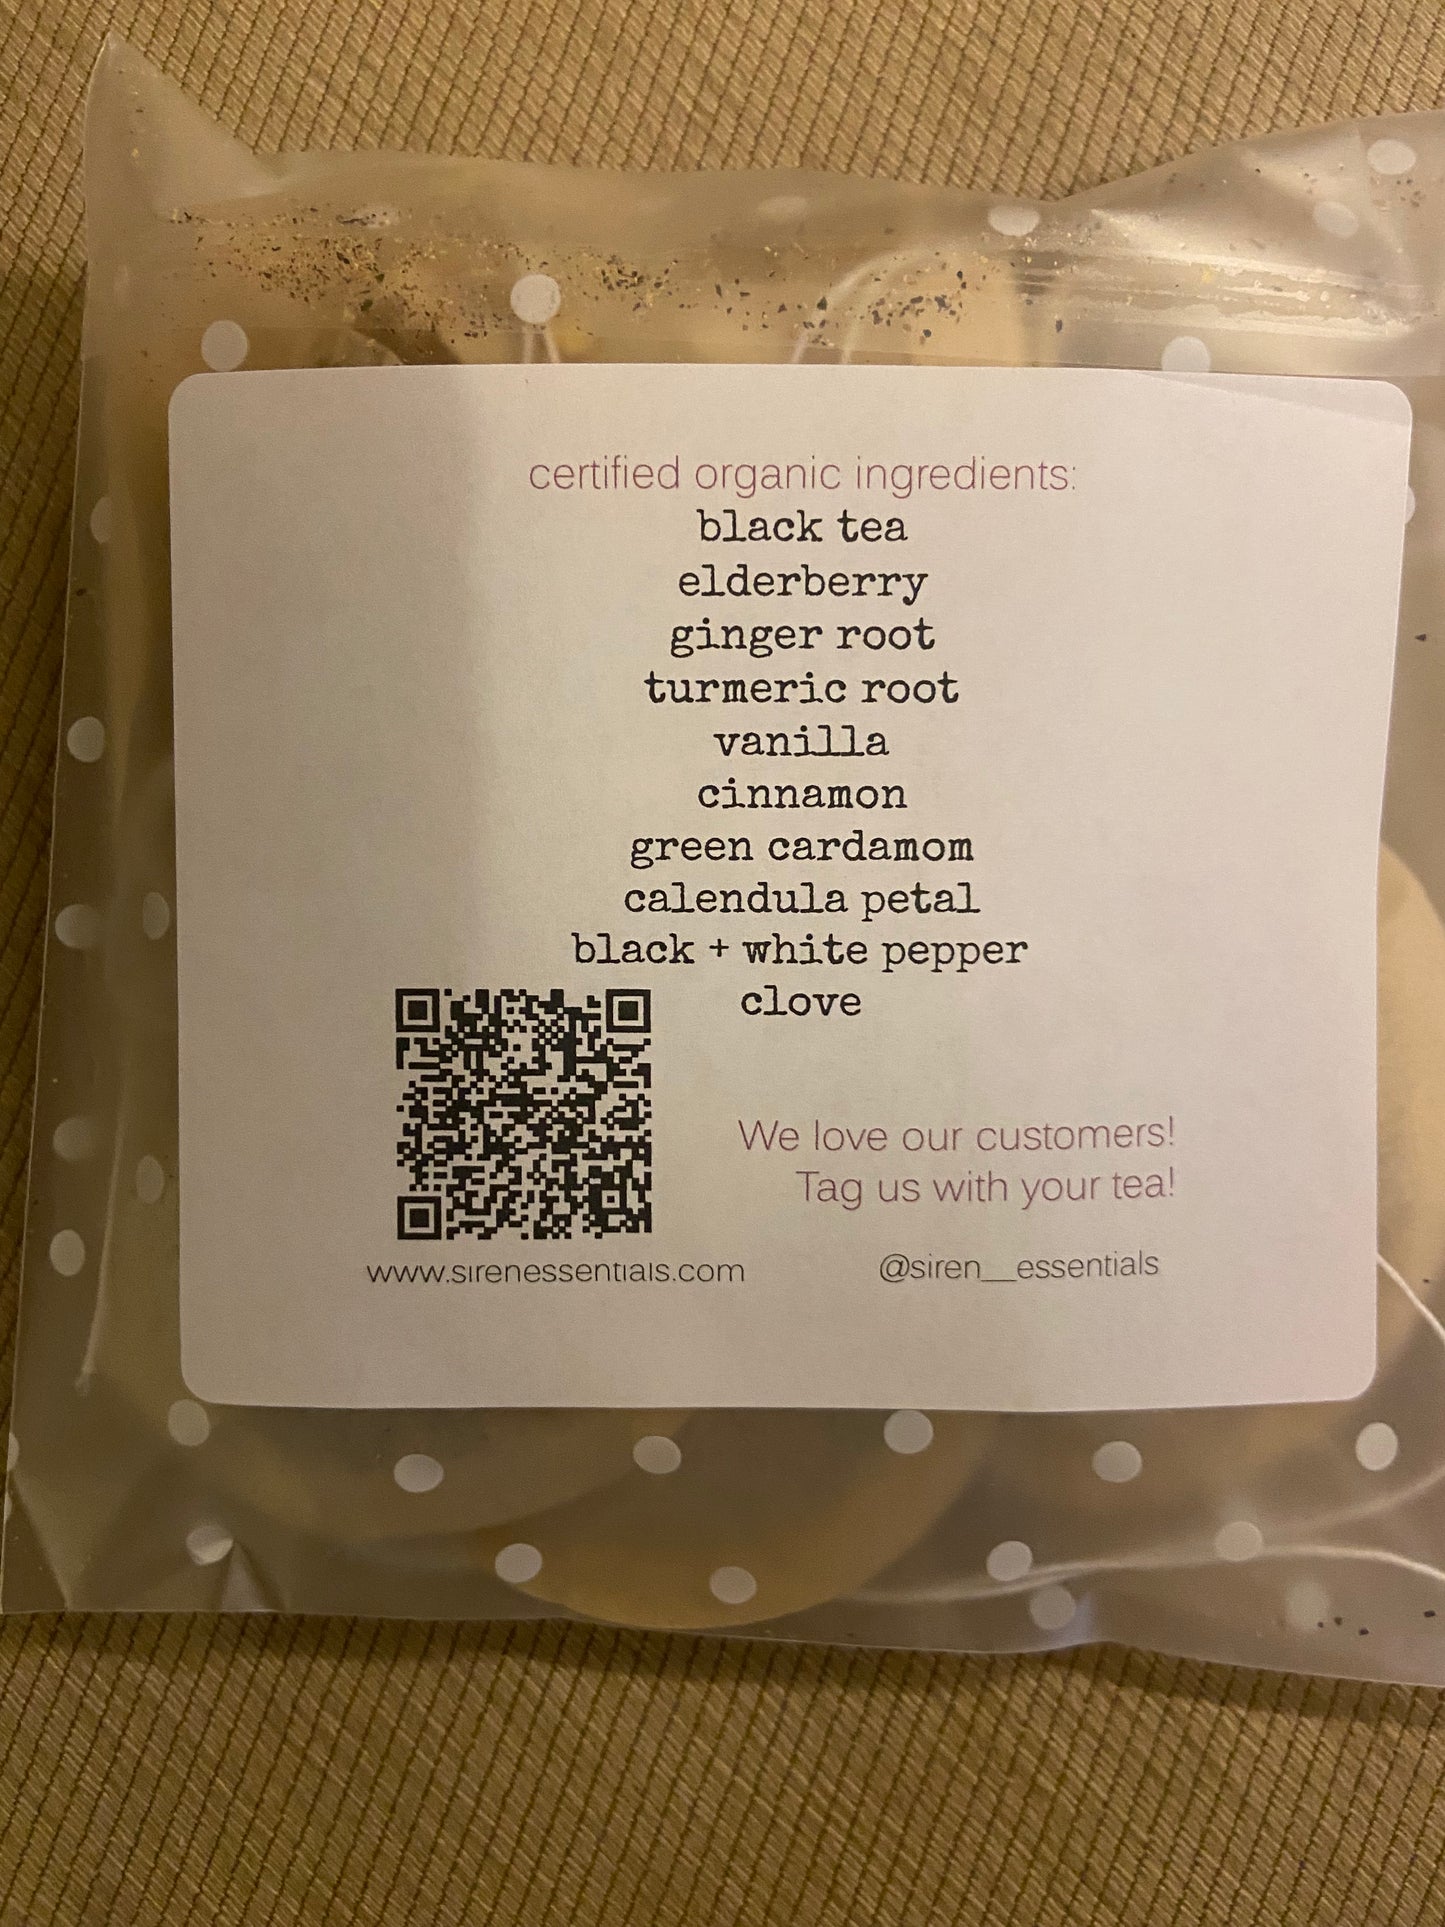 certified organic ingredients:
black tea
elderberry
ginger root
turmeric root
vanilla
cinnamon
green cardamom
calendula petal
black + white pepper
clove
We love our customers!
Tag us with your tea!
www.sirenessentials.com
@siren__essentials